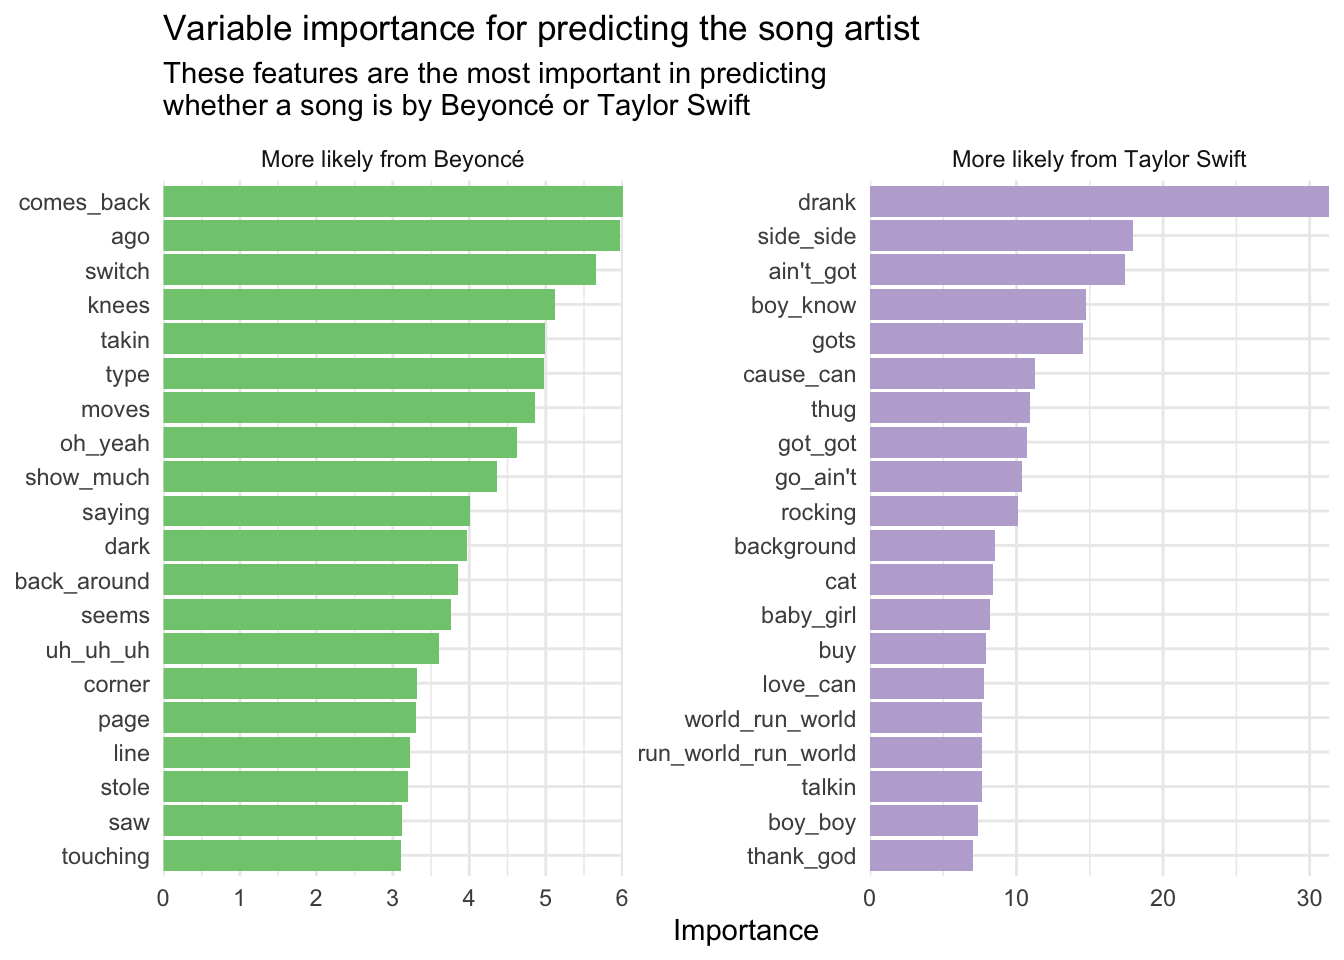 Variable importance for predicting the song artist
These features are the most important in predicting
whether a song is by Beyoncé or Taylor Swift
More likely from Beyoncé
comes_back
ago
switch
knees
takin
type
moves
oh_yeah
show_much
saying
dark
back_around
seems
uh_uh_uh
corner
page
line
stole
saw
touching
0 1 2 3 4 5 6
More likely from Taylor Swift
drank
side_side
ain't_got
boy_know
gots
cause_can
thug
got_got
go_ain't
rocking
background
cat
baby_girl
buy
love_can
world_run_world
run_world_run_world
talkin
boy_boy
thank_god
0 10 20 30
Importance